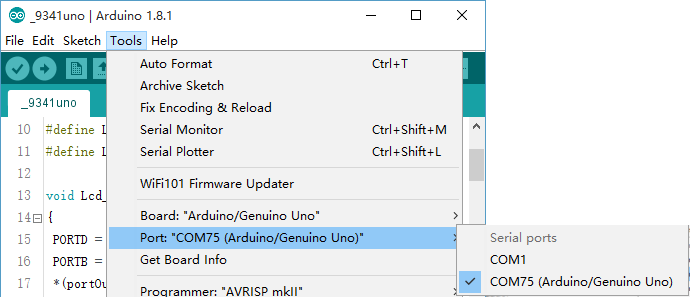 _9341uno | Arduino 1.8.1
File Edit Sketch Tools Help
_9341uno
Auto Format Ctrl+T
Archive Sketch
Fix Encoding & Reload
Serial Monitor Ctrl+Shift+M
Serial Plotter Ctrl+Shift+L
WiFi101 Firmware Updater
Board: "Arduino/Genuino Uno"
Port: "COM75 (Arduino/Genuino Uno)"
Get Board Info
Programmer: "AVRISP mkII"
Serial ports
COM1
COM75 (Arduino/Genuino Uno)
10 #define L
11 #define L
12
13 void Lcd_
14 {
15 PORTD =
16 PORTB =
17 *(portOu